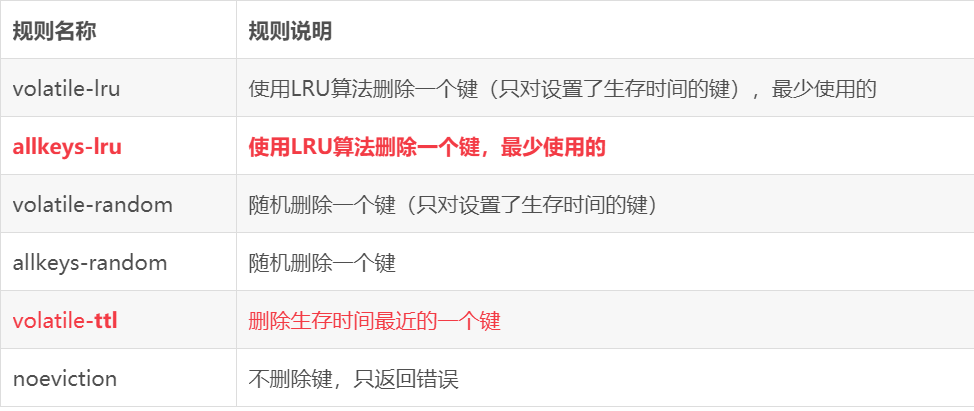 规则名称 规则说明
volatile-lru 使用LRU算法删除一个键（只对设置了生存时间的键），最少使用的
allkeys-lru 使用LRU算法删除一个键，最少使用的
volatile-random 随机删除一个键（只对设置了生存时间的键）
allkeys-random 随机删除一个键
volatile-ttl 删除生存时间最近的一个键
noeviction 不删除键，只返回错误